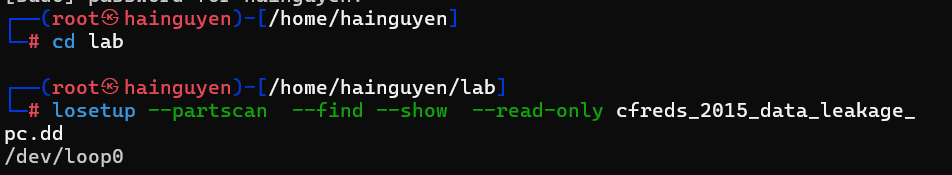 [sudo] password for hainguyen:
┌──(root㉿hainguyen)-[/home/hainguyen]
└─# cd lab
┌──(root㉿hainguyen)-[/home/hainguyen/lab]
└─# losetup --partscan  --find --show  --read-only cfreds_2015_data_leakage_
pc.dd
/dev/loop0